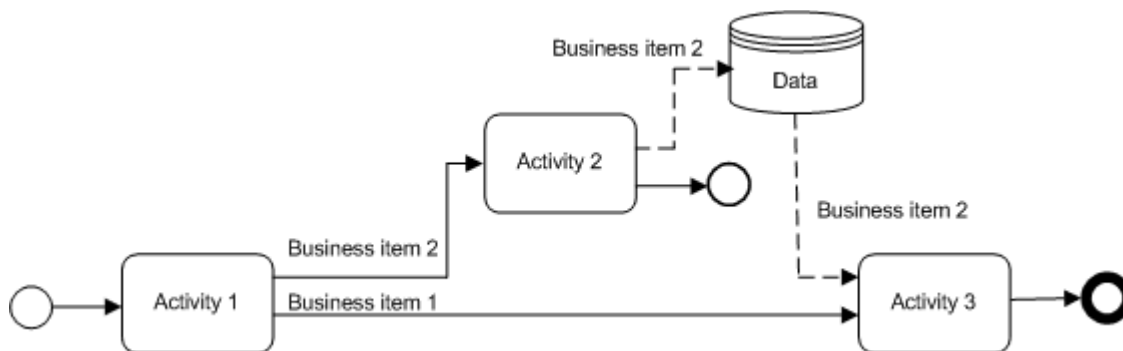 Business item 2
Data
Activity 2
Business item 2
Business item 2
Activity 1
Business item 1
Activity 3